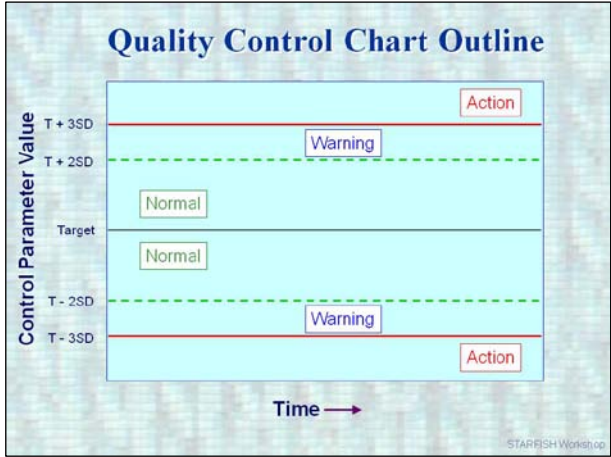 Quality Control Chart Outline
Control Parameter Value
Action
T + 3SD
Warning
T + 2SD
Normal
Target
Normal
T - 2SD
Warning
T - 3SD
Action
Time
STARFISH Workshop